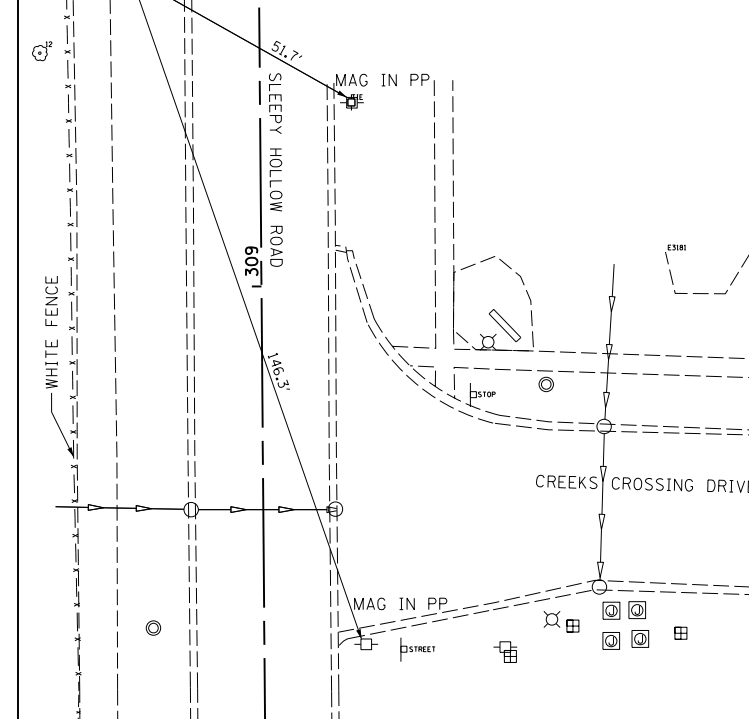 12
51.7'
MAG IN PP
SLEEPY HOLLOW ROAD
309
E3181
WHITE FENCE
146.3'
STOP
CREEKS CROSSING DRIVE
MAG IN PP
STREET